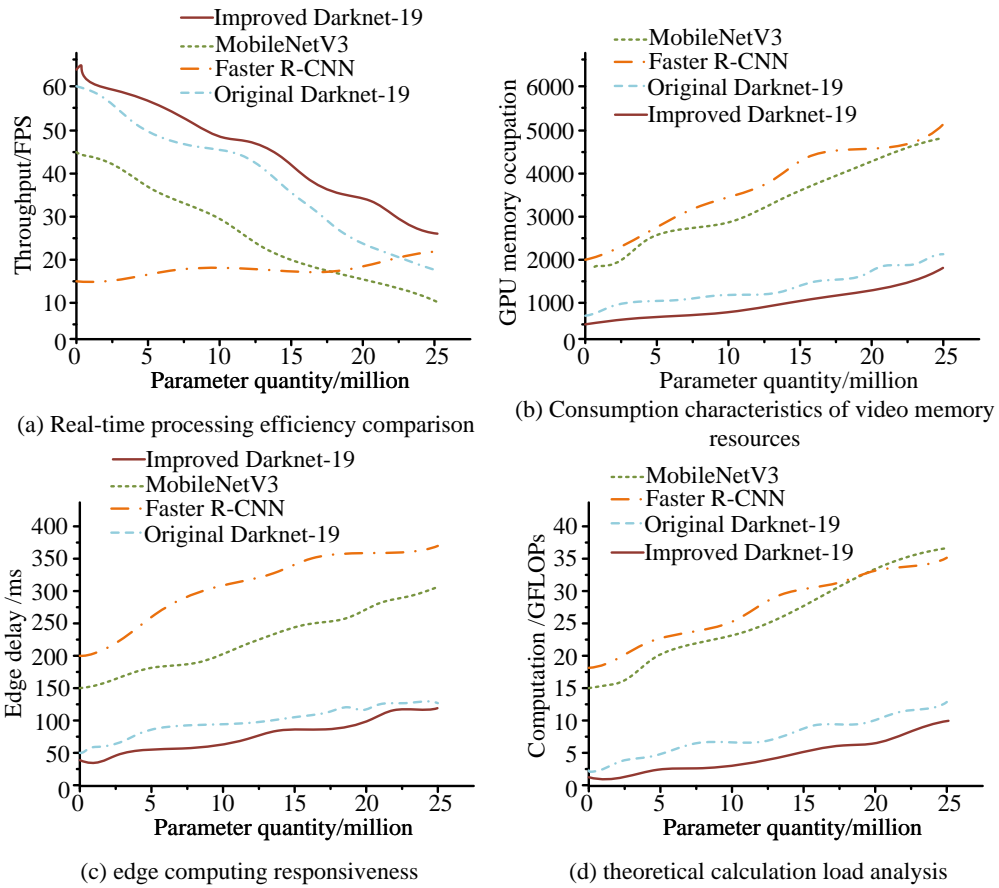 Improved Darknet-19
MobileNetV3
Faster R-CNN
Original Darknet-19
Throughput/FPS
60
50
40
30
20
10
0
0 5 10 15 20 25
Parameter quantity/million
(a) Real-time processing efficiency comparison
MobileNetV3
Faster R-CNN
Original Darknet-19
Improved Darknet-19
GPU memory occupation
6000
5000
4000
3000
2000
1000
0
0 5 10 15 20 25
Parameter quantity/million
(b) Consumption characteristics of video memory
resources
Improved Darknet-19
MobileNetV3
Faster R-CNN
Original Darknet-19
Edge delay /ms
400
350
300
250
200
150
100
50
0
0 5 10 15 20 25
Parameter quantity/million
(c) edge computing responsiveness
MobileNetV3
Faster R-CNN
Original Darknet-19
Improved Darknet-19
Computation /GFLOPs
40
35
30
25
20
15
10
5
0
0 5 10 15 20 25
Parameter quantity/million
(d) theoretical calculation load analysis